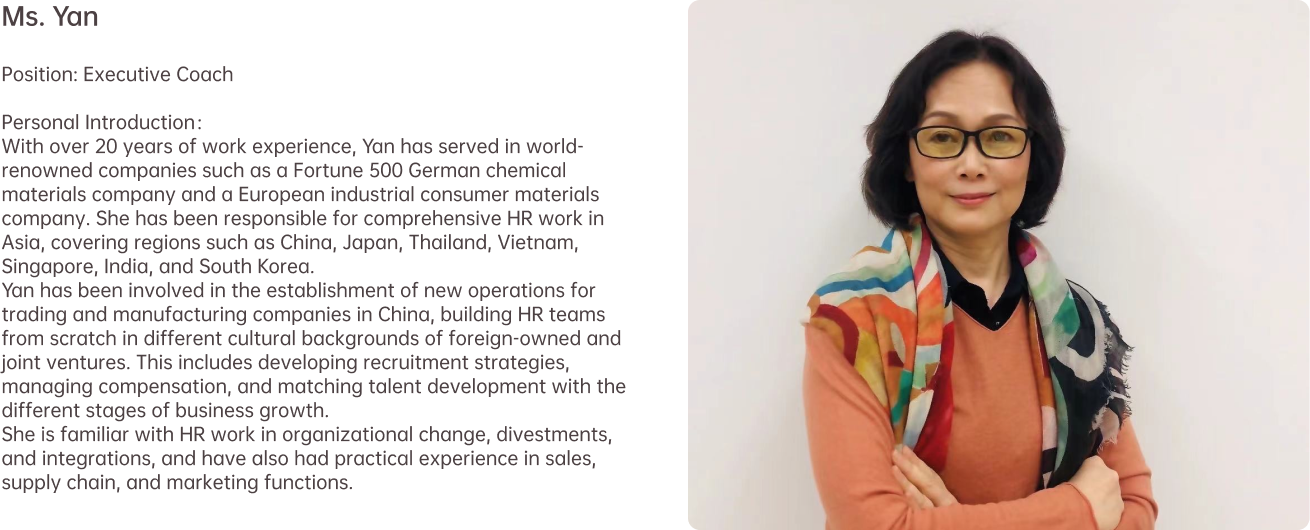 Ms. Yan
Position: Executive Coach
Personal Introduction:
With over 20 years of work experience, Yan has served in world-
renowned companies such as a Fortune 500 German chemical
materials company and a European industrial consumer materials
company. She has been responsible for comprehensive HR work in
Asia, covering regions such as China, Japan, Thailand, Vietnam,
Singapore, India, and South Korea.
Yan has been involved in the establishment of new operations for
trading and manufacturing companies in China, building HR teams
from scratch in different cultural backgrounds of foreign-owned and
joint ventures. This includes developing recruitment strategies,
managing compensation, and matching talent development with the
different stages of business growth.
She is familiar with HR work in organizational change, divestments,
and integrations, and have also had practical experience in sales,
supply chain, and marketing functions.